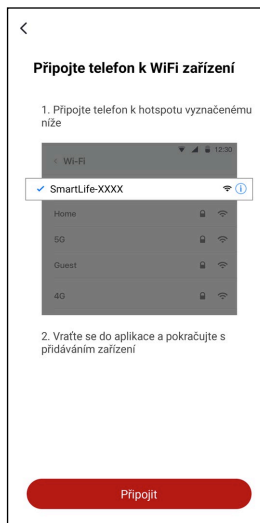 Připojte telefon k WiFi zařízení
1. Připojte telefon k hotspotu vyznačenému
níže
12:30
Wi-Fi
SmartLife-XXXX
Home
5G
Guest
4G
2. Vraťte se do aplikace a pokračujte s
přidáváním zařízení
Připojit